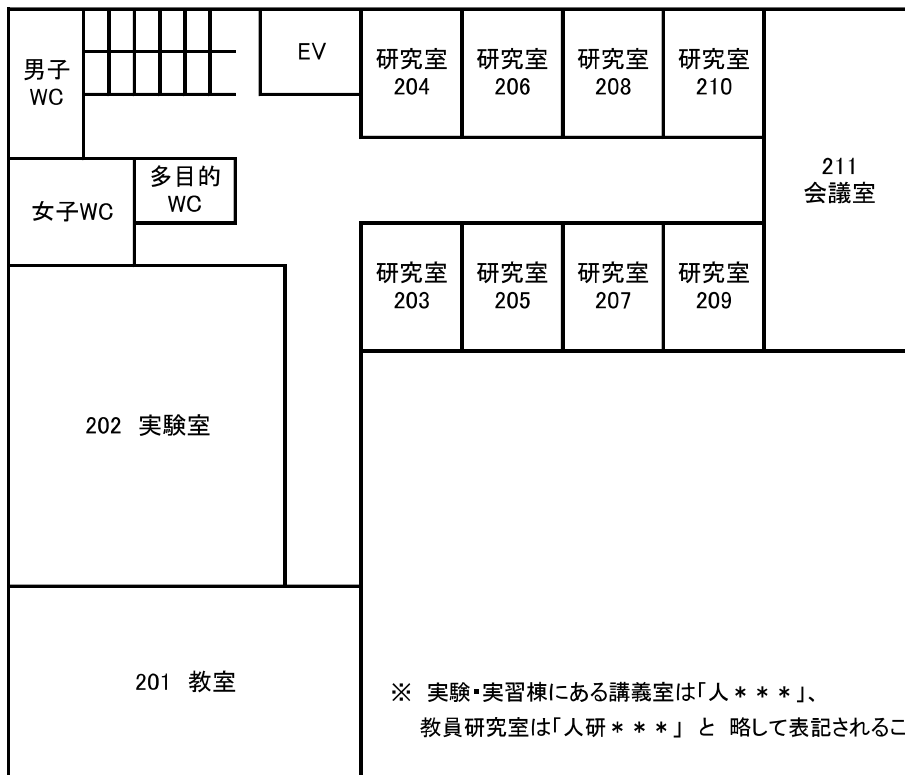 男子
WC
EV
研究室
204
研究室
206
研究室
208
研究室
210
211
会議室
女子WC
多目的
WC
研究室
203
研究室
205
研究室
207
研究室
209
202 実験室
201 教室
※ 実験・実習棟にある講義室は「人＊＊＊」、
教員研究室は「人研＊＊＊」 と 略して表記されるこ